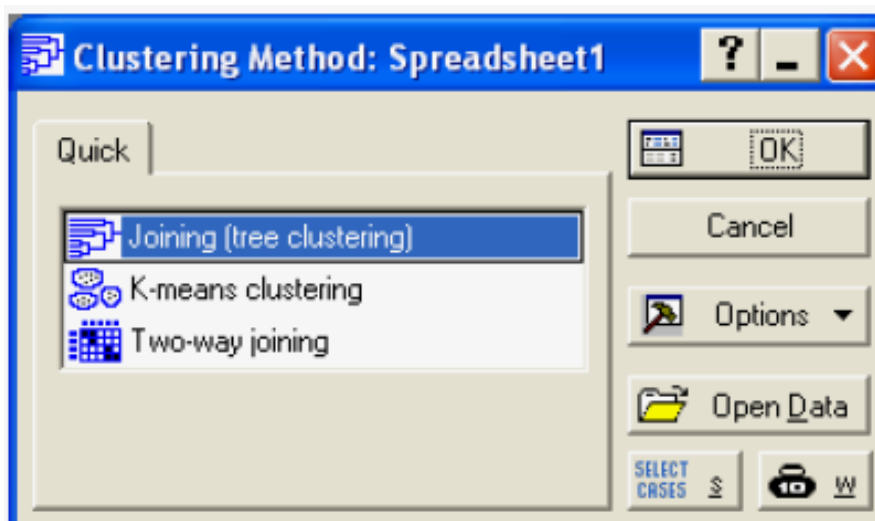 Clustering Method: Spreadsheet1
?
Quick
OK
Joining (tree clustering)
K-means clustering
Two-way joining
Cancel
Options
Open Data
SELECT CASES S
10 W